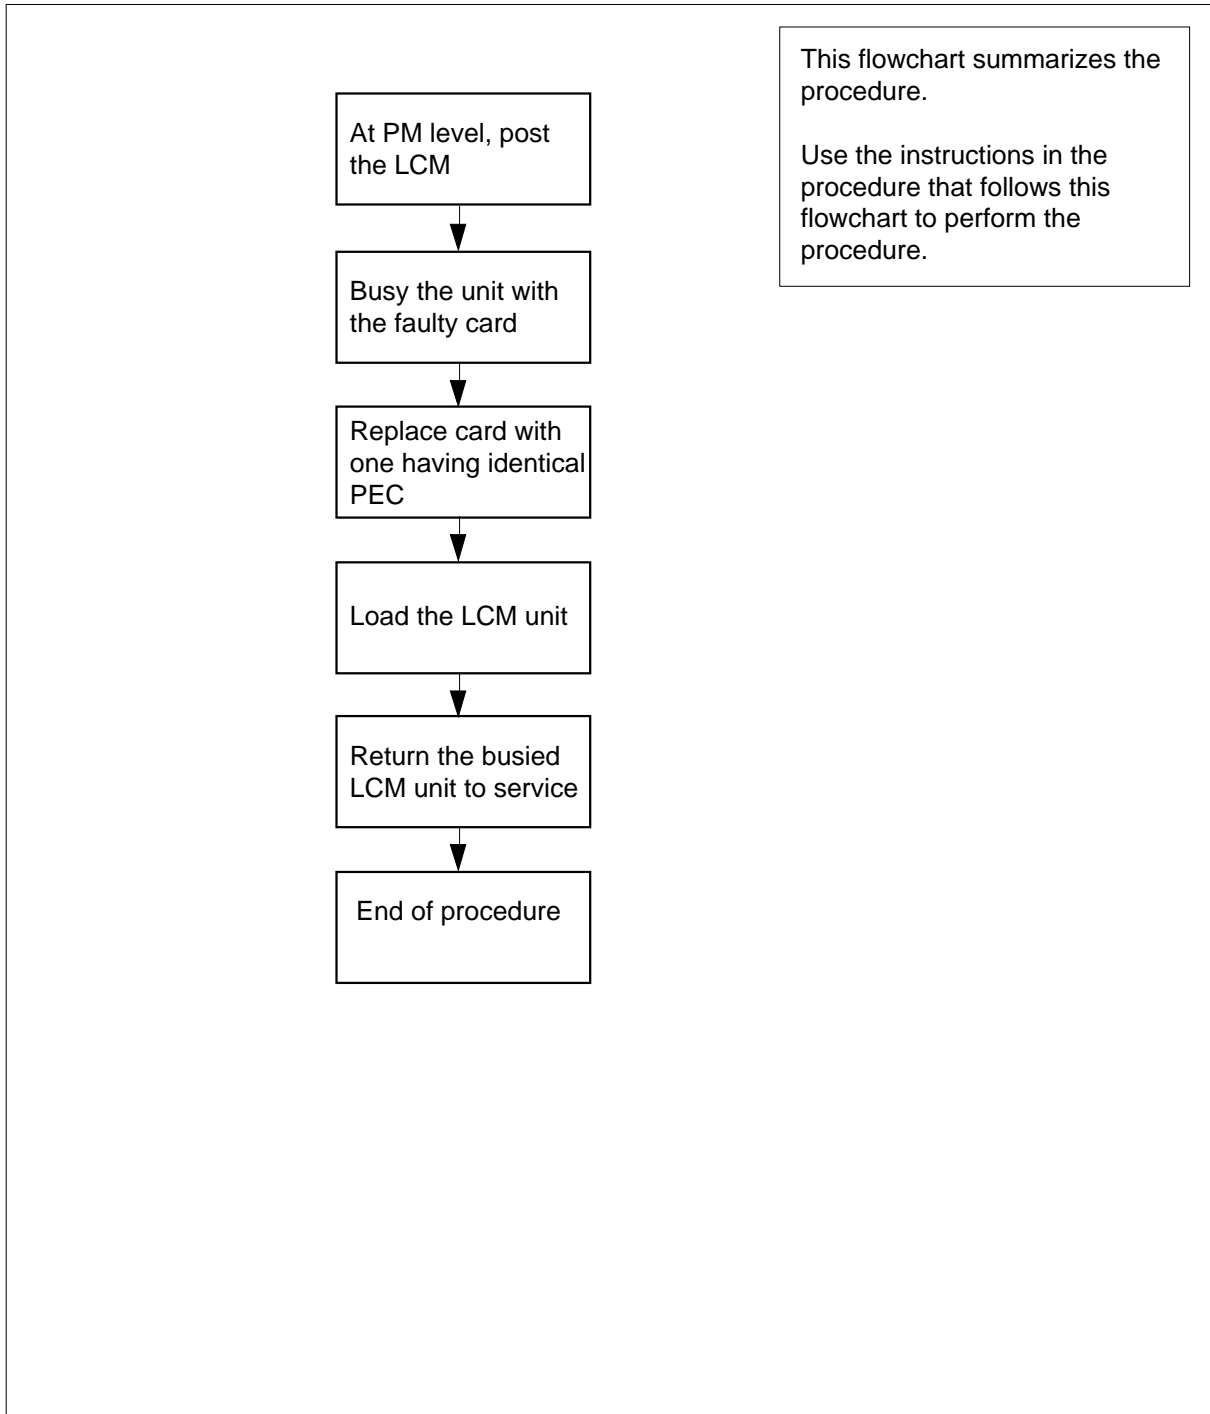 This flowchart summarizes the
procedure.
Use the instructions in the
procedure that follows this
flowchart to perform the
procedure.
At PM level, post
the LCM
Busy the unit with
the faulty card
Replace card with
one having identical
PEC
Load the LCM unit
Return the busied
LCM unit to service
End of procedure